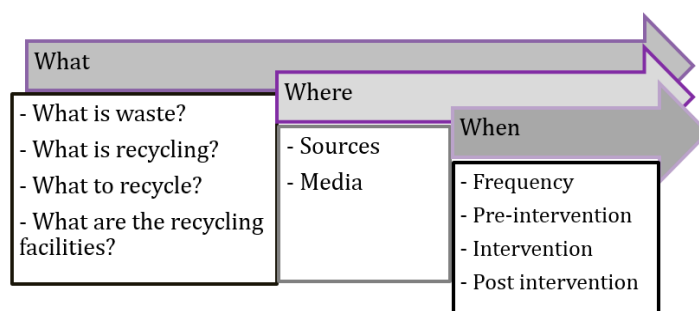 What
- What is waste?
- What is recycling?
- What to recycle?
- What are the recycling
facilities?
Where
- Sources
- Media
When
- Frequency
- Pre-intervention
- Intervention
- Post intervention